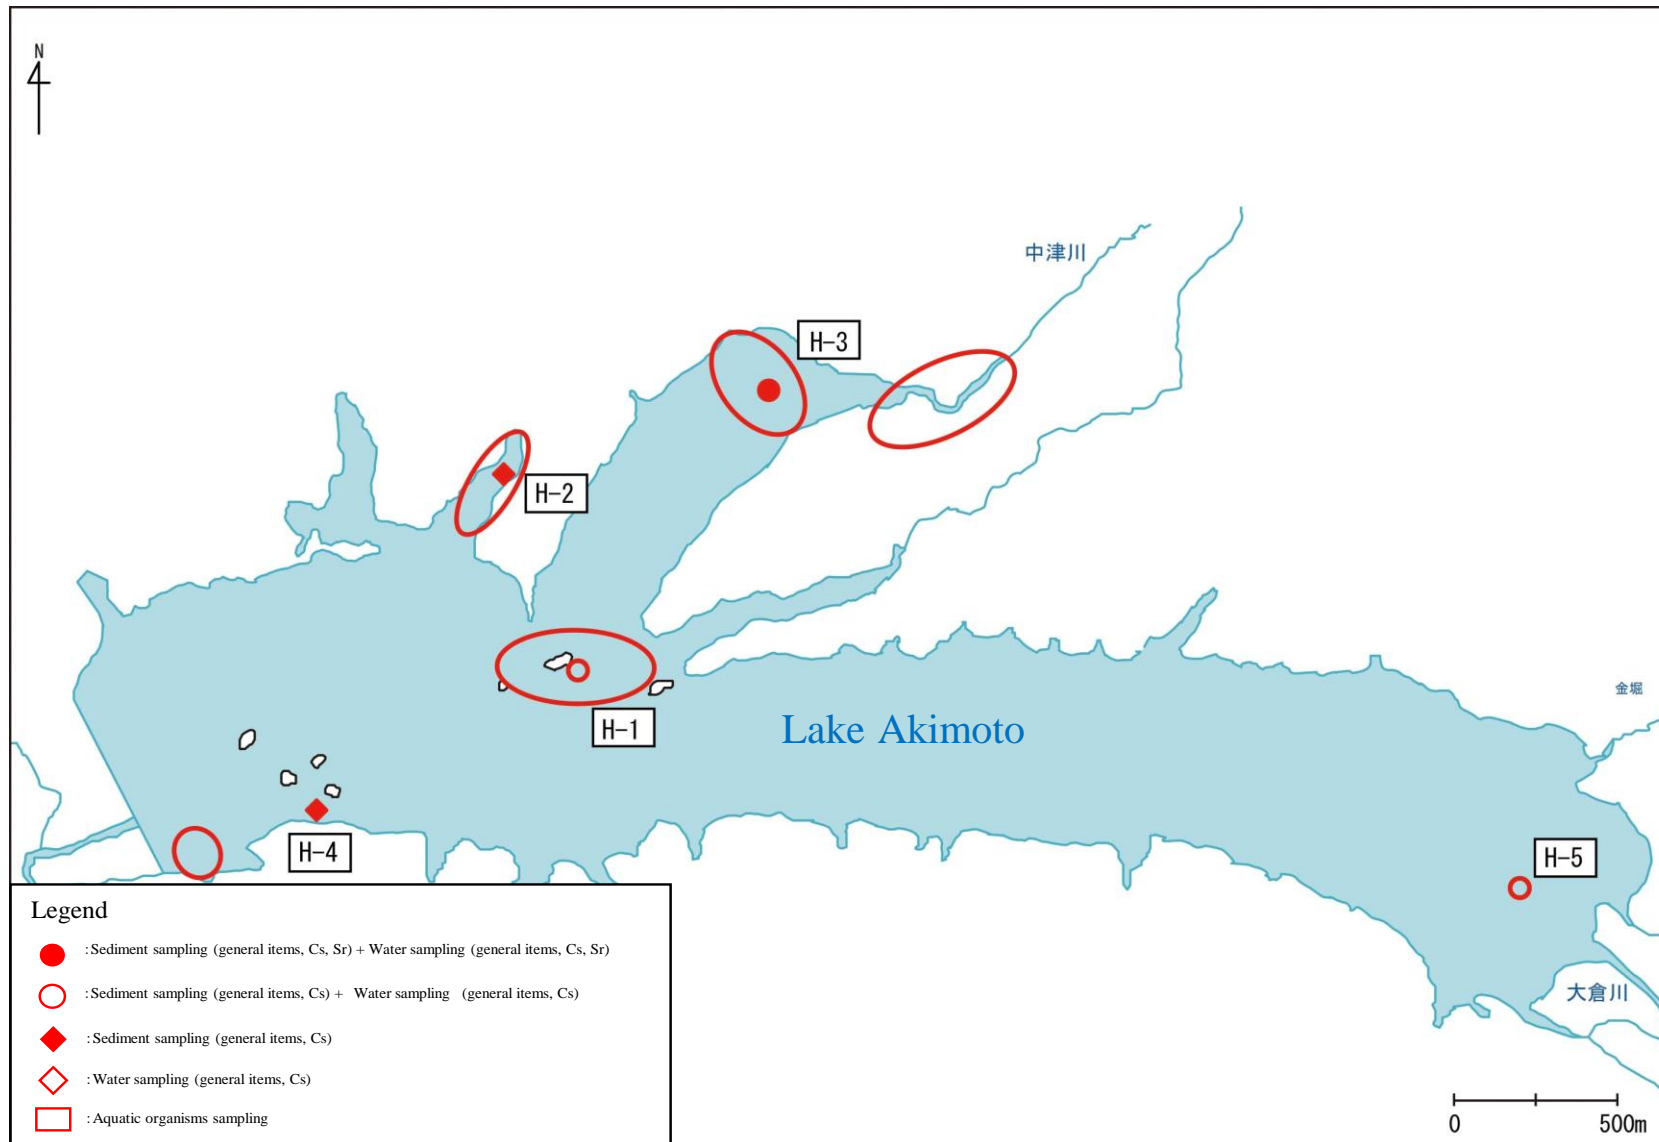 N
中津川
H-3
H-2
金堀
H-1
Lake Akimoto
H-4
H-5
大倉川
Legend
:Sediment sampling (general items, Cs, Sr) + Water sampling (general items, Cs, Sr)
:Sediment sampling (general items, Cs) + Water sampling (general items, Cs)
:Sediment sampling (general items, Cs)
:Water sampling (general items, Cs)
:Aquatic organisms sampling
0 500m